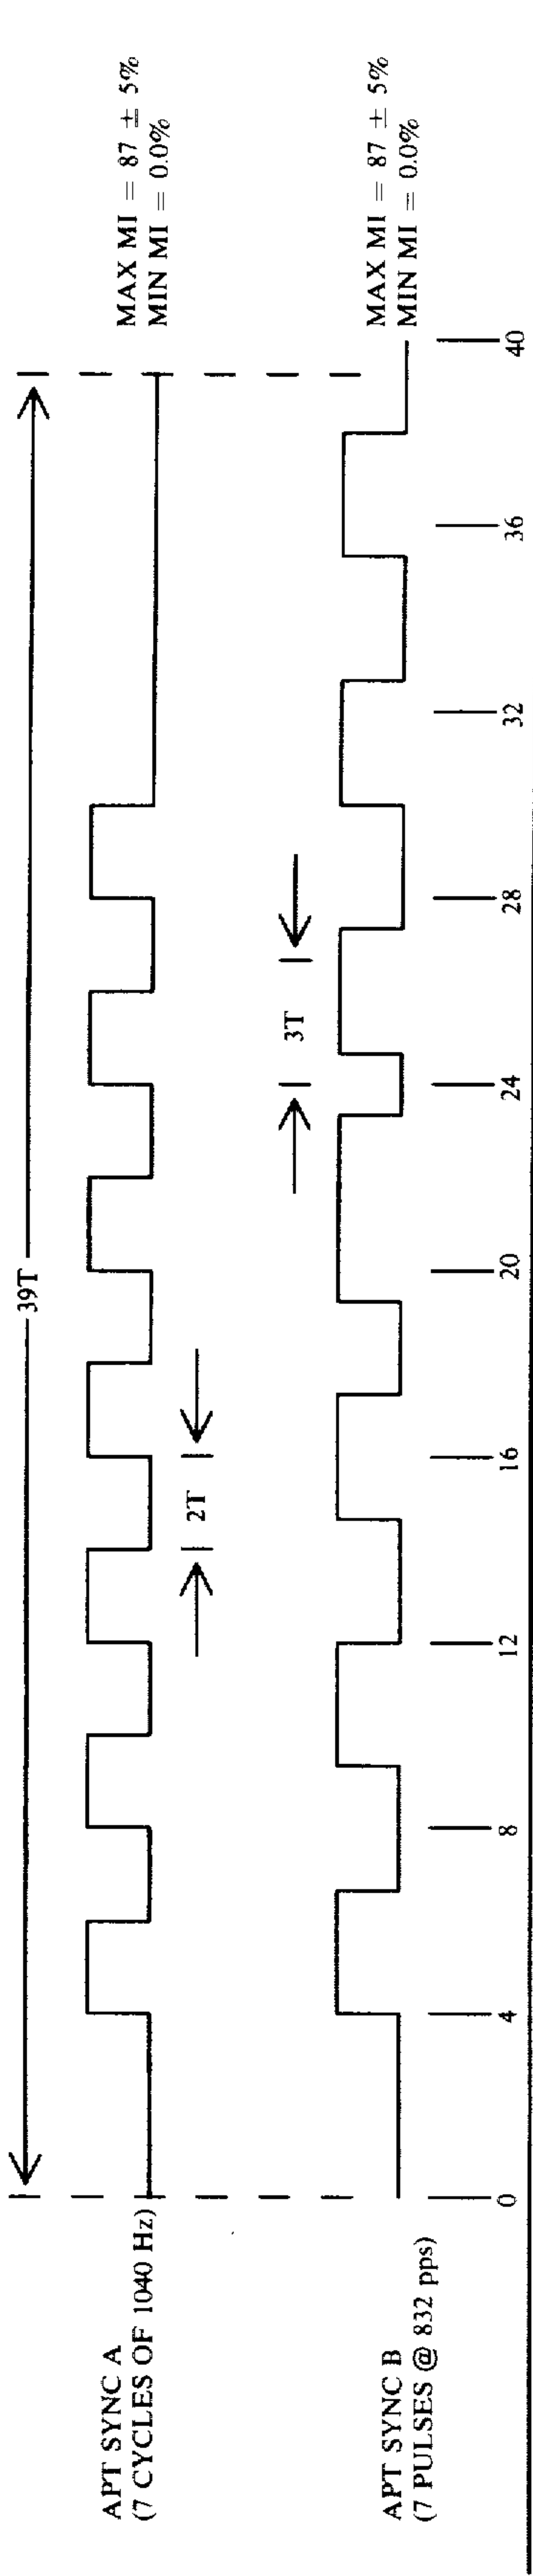 39T
APT SYNC A
(7 CYCLES OF 1040 Hz)
2T
MAX MI = 87 ± 5%
MIN MI = 0.0%
3T
APT SYNC B
(7 PULSES @ 832 pps)
MAX MI = 87 ± 5%
MIN MI = 0.0%
0 4 8 12 16 20 24 28 32 36 40